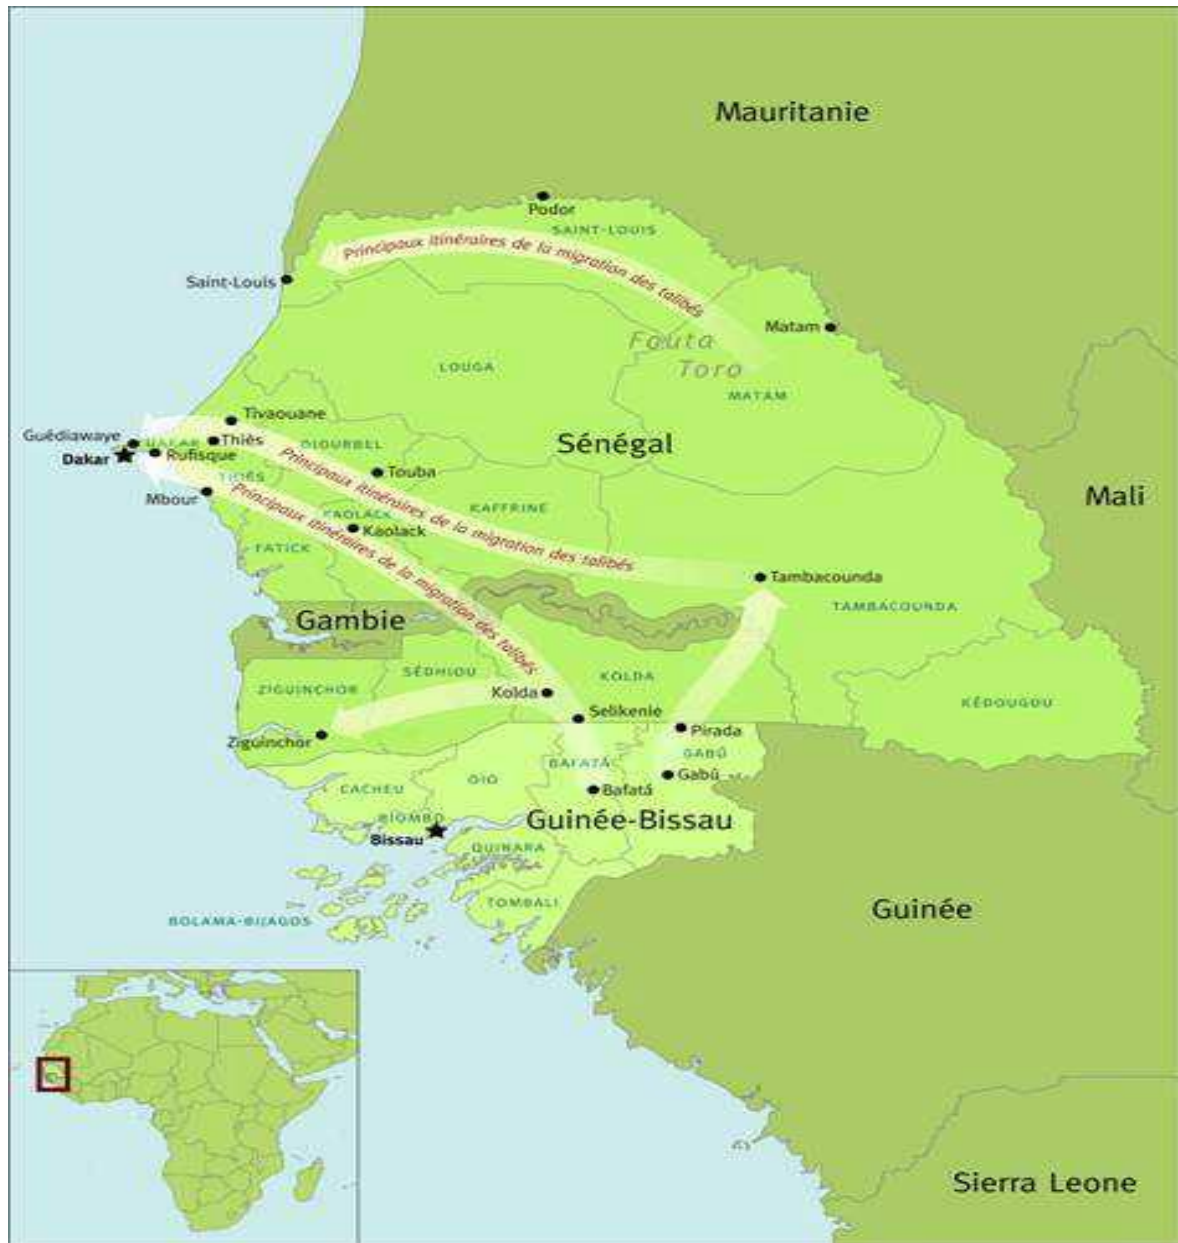 Mauritanie
Podor
SAINT-LOUIS
Principaux itinéraires de la migration des talibés
Saint-Louis
Matam
Fouta
Toro
LOUGA
MATAM
Tivaouane
Guédiawaye
DAKAR
Thiès
DIOURBEL
Sénégal
Dakar
Rufisque
Touba
THIÈS
Principaux itinéraires de la migration des talibés
Mali
Mbour
Principaux itinéraires de la migration des talibés
KAOLACK
KAFFRINE
Kaolack
FATICK
Tambacounda
TAMBACOUNDA
Gambie
SÉDHIOU
KOLDA
ZIGUINCHOR
Kolda
KÉDOUGOU
Selikenie
Ziguinchor
Pirada
GABÚ
BAFATÁ
OIO
Gabú
CACHEU
Bafatá
BIOMBO
Guinée-Bissau
Bissau
QUINARA
TOMBALI
Guinée
BOLAMA-BIJAGOS
Sierra Leone